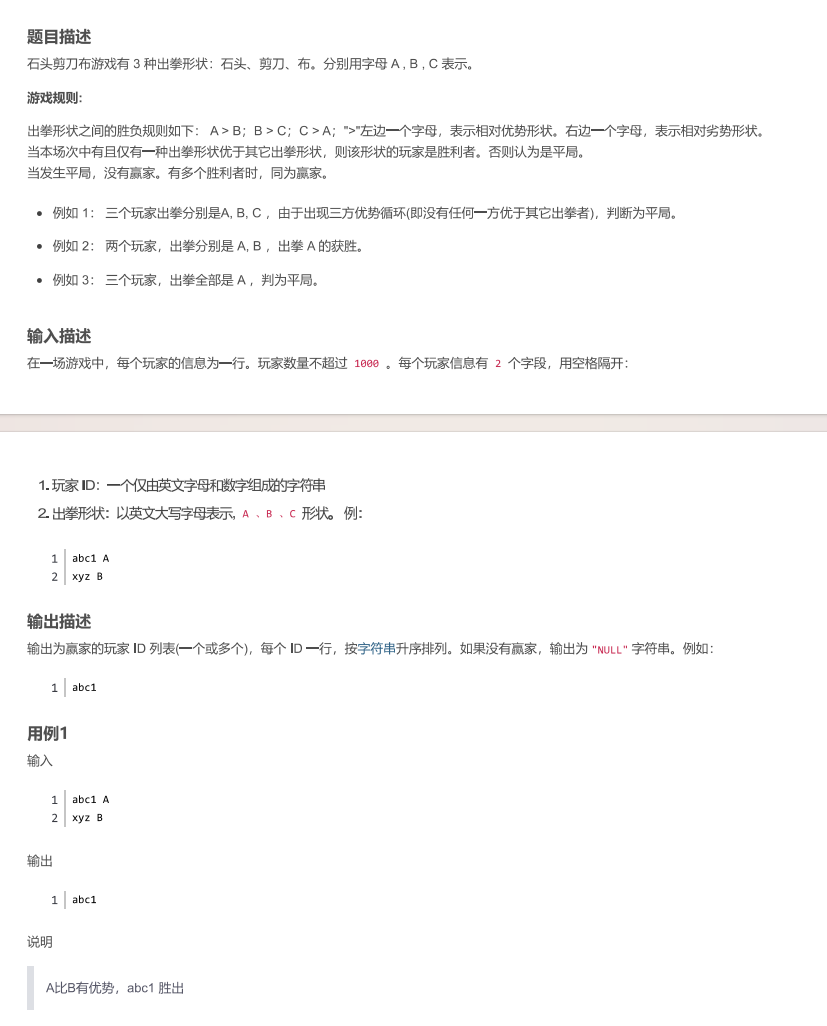 题目描述
石头剪刀布游戏有 3 种出拳形状：石头、剪刀、布。分别用字母 A , B , C 表示。
游戏规则:
出拳形状之间的胜负规则如下： A > B；B > C；C > A；">"左边一个字母，表示相对优势形状。右边一个字母，表示相对劣势形状。
当本场次中有且仅有一种出拳形状优于其它出拳形状，则该形状的玩家是胜利者。否则认为是平局。
当发生平局，没有赢家。有多个胜利者时，同为赢家。
• 例如 1： 三个玩家出拳分别是A, B, C ，由于出现三方优势循环(即没有任何一方优于其它出拳者)，判断为平局。
• 例如 2： 两个玩家，出拳分别是 A, B ，出拳 A 的获胜。
• 例如 3： 三个玩家，出拳全部是 A ，判为平局。
输入描述
在一场游戏中，每个玩家的信息为一行。玩家数量不超过 1000 。每个玩家信息有 2 个字段，用空格隔开：
1. 玩家 ID：一个仅由英文字母和数字组成的字符串
2. 出拳形状：以英文大写字母表示, A 、B 、C 形状。 例：
1 abc1 A
2 xyz B
输出描述
输出为赢家的玩家 ID 列表(一个或多个)，每个 ID 一行，按字符串升序排列。如果没有赢家，输出为 "NULL" 字符串。例如：
1 abc1
用例1
输入
1 abc1 A
2 xyz B
输出
1 abc1
说明
A比B有优势，abc1 胜出